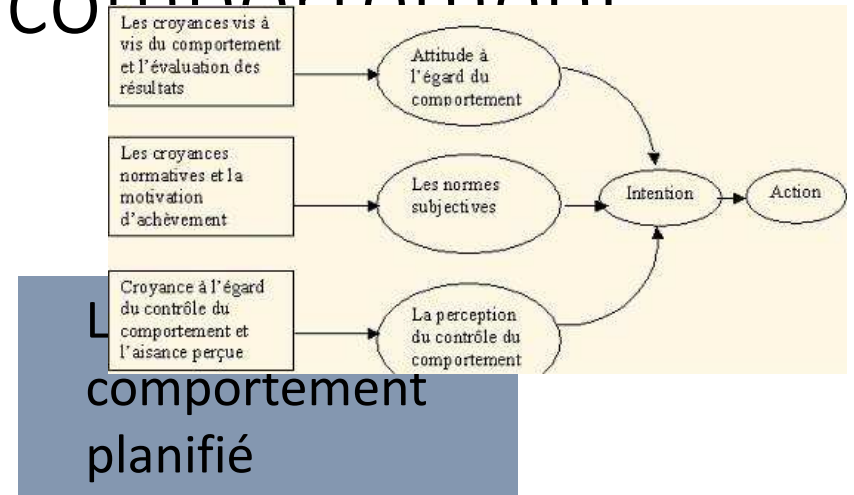 comportement
Les croyances vis à
vis du comportement
et l'évaluation des
résultats
Attitude à
l'égard du
comportement
Les croyances
normatives et la
motivation
d'achèvement
Les normes
subjectives
Intention
Action
Croyance à l'égard
du contrôle du
comportement et
l'aisance perçue
La perception
du contrôle du
comportement
L
comportement
planifié